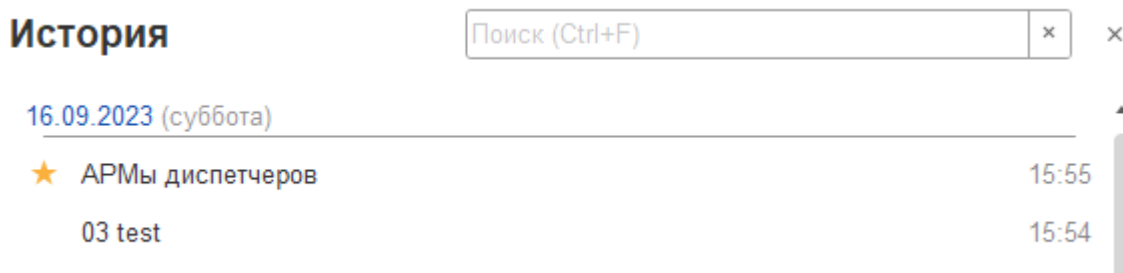 История
Поиск (Ctrl+F)
16.09.2023 (суббота)
АРМы диспетчеров 15:55
03 test 15:54